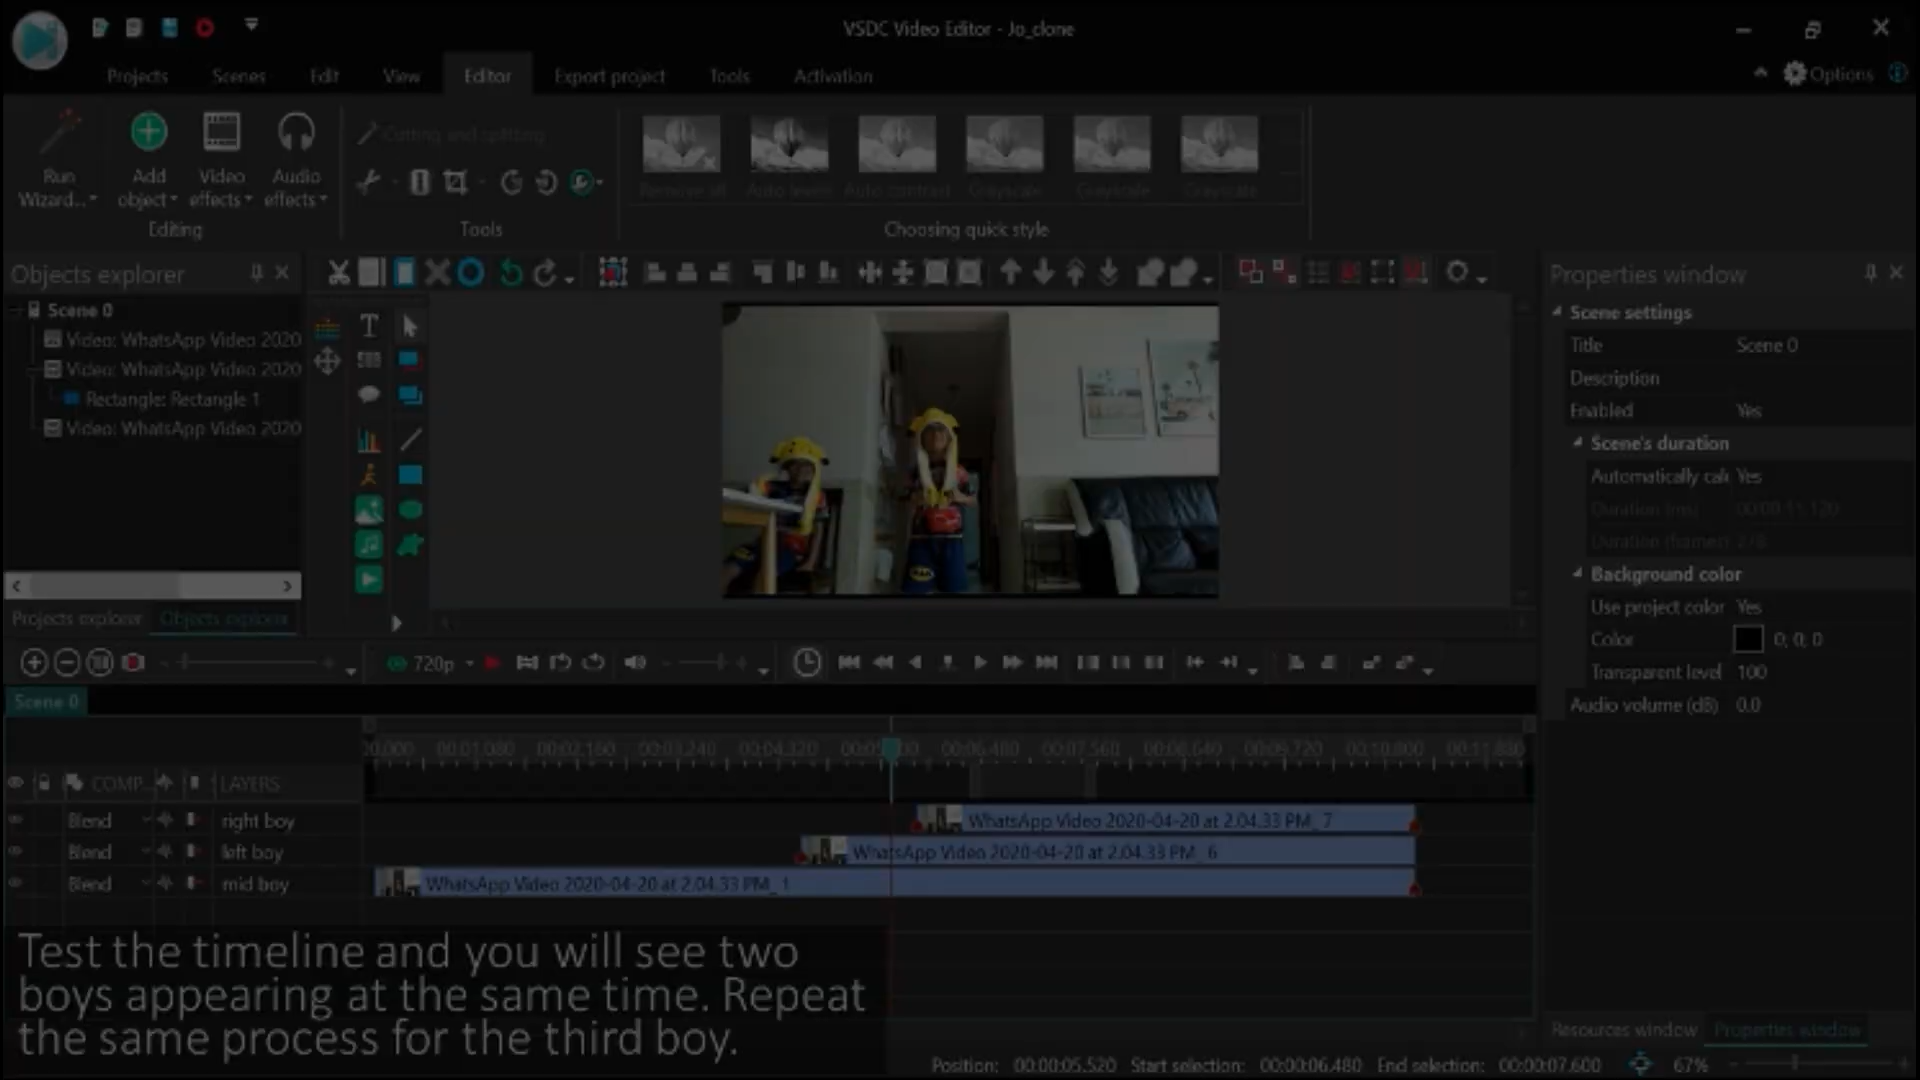 VSDC Video Editor - Jo_clone
Projects Scenes Edit View Editor Export project Tools Activation
Options
Cutting and splitting
Run
Wizard...
Add
object
Video
effects
Audio
effects
Remove all Auto levels Auto contrast Grayscale Grayscale Grayscale
Editing
Tools
Choosing quick style
Objects explorer
Scene 0
Video: WhatsApp Video 2020
Video: WhatsApp Video 2020
Rectangle: Rectangle 1
Video: WhatsApp Video 2020
Projects explorer Objects explorer
Properties window
Scene settings
Title Scene 0
Description
Enabled Yes
Scene's duration
Automatically calc Yes
Duration (ms) 00:00:11.120
Duration (frames) 278
Background color
Use project color Yes
Color 0; 0; 0
Transparent level 100
Audio volume (dB) 0.0
720p
Scene 0
00.000 00:01.080 00:02.160 00:03.240 00:04.320 00:06.480 00:07.560 00:08.640 00:09.720 00:10.800 00:11.880
COMP... LAYERS
Blend right boy WhatsApp Video 2020-04-20 at 2.04.33 PM_7
Blend left boy WhatsApp Video 2020-04-20 at 2.04.33 PM_6
Blend mid boy WhatsApp Video 2020-04-20 at 2.04.33 PM_1
Test the timeline and you will see two
boys appearing at the same time. Repeat
the same process for the third boy.
Resources window Properties window
Position: 00:00:05.520 Start selection: 00:00:06.480 End selection: 00:00:07.600 67%